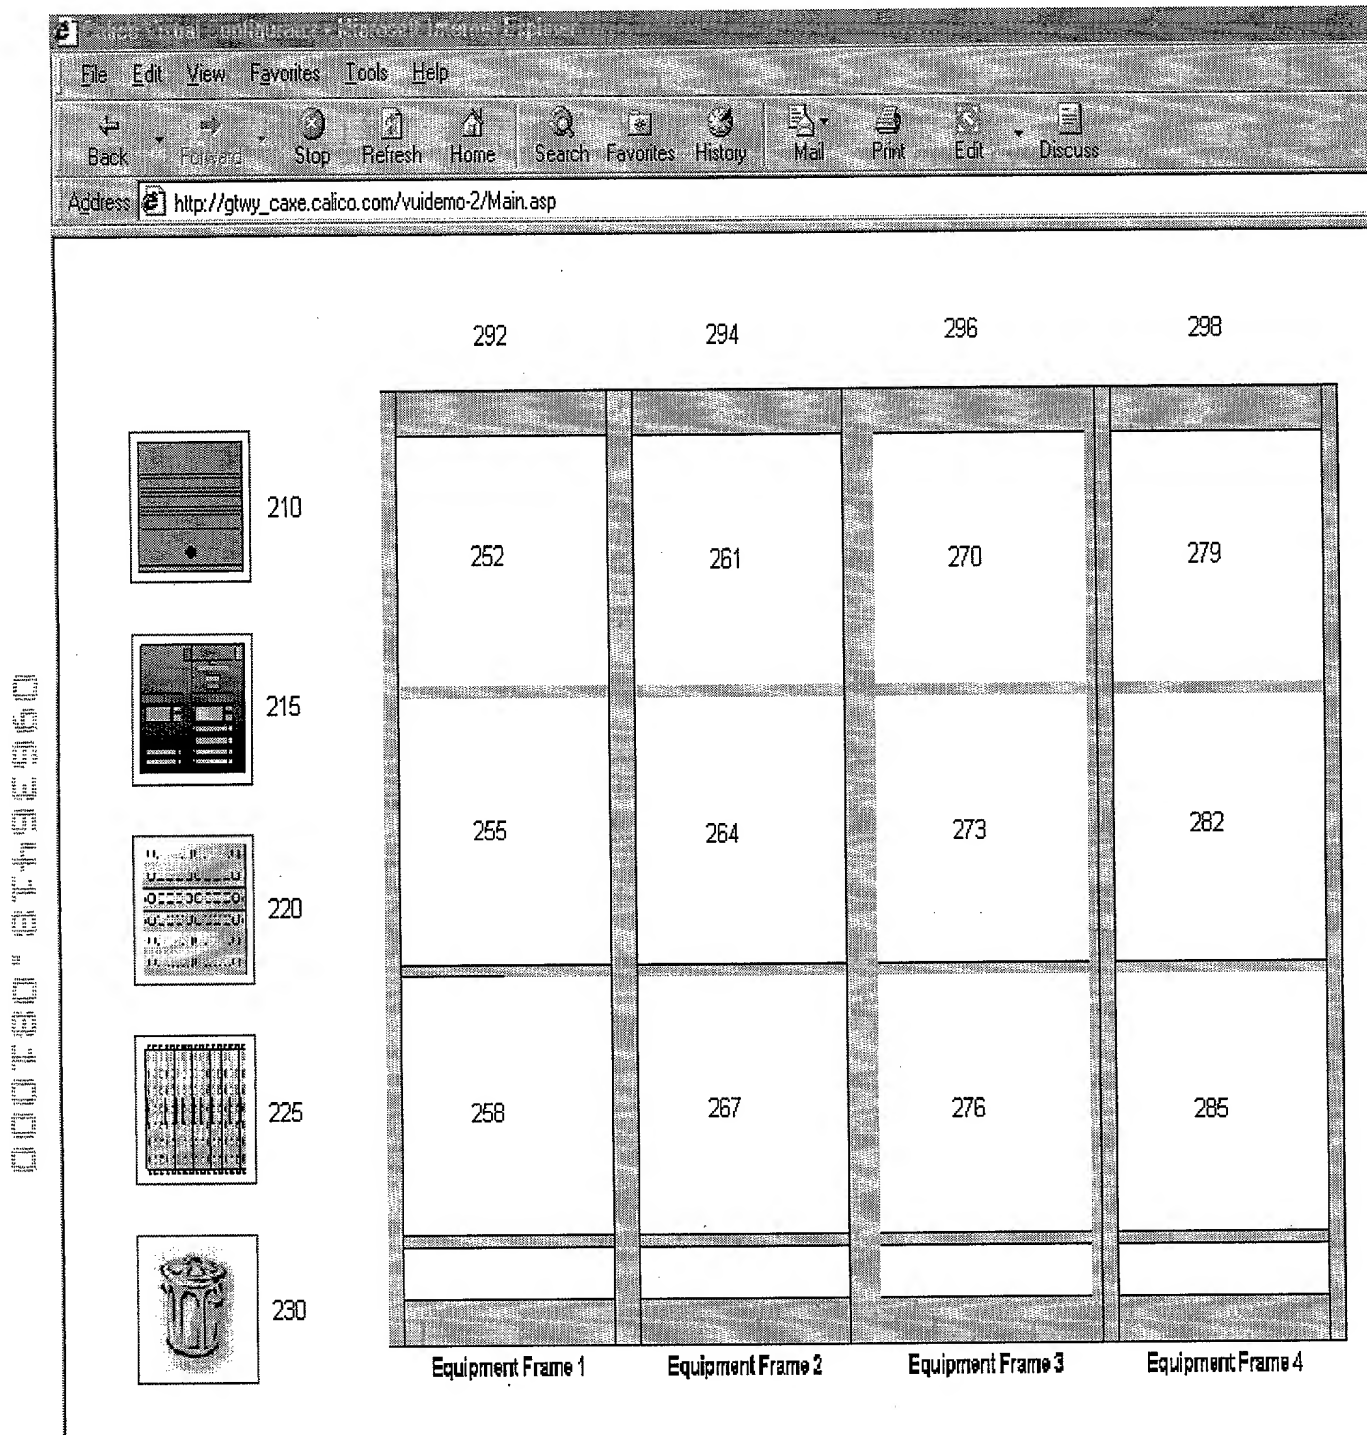 Microsoft Internet Explorer
File Edit View Favorites Tools Help
Back Forward Stop Refresh Home Search Favorites History Mail Print Edit Discuss
Address http://gtwy_caxe.calico.com/vuidemo-2/Main.asp
292 294 296 298
210
252 261 270 279
215
255 264 273 282
220
225
258 267 276 285
230
Equipment Frame 1 Equipment Frame 2 Equipment Frame 3 Equipment Frame 4